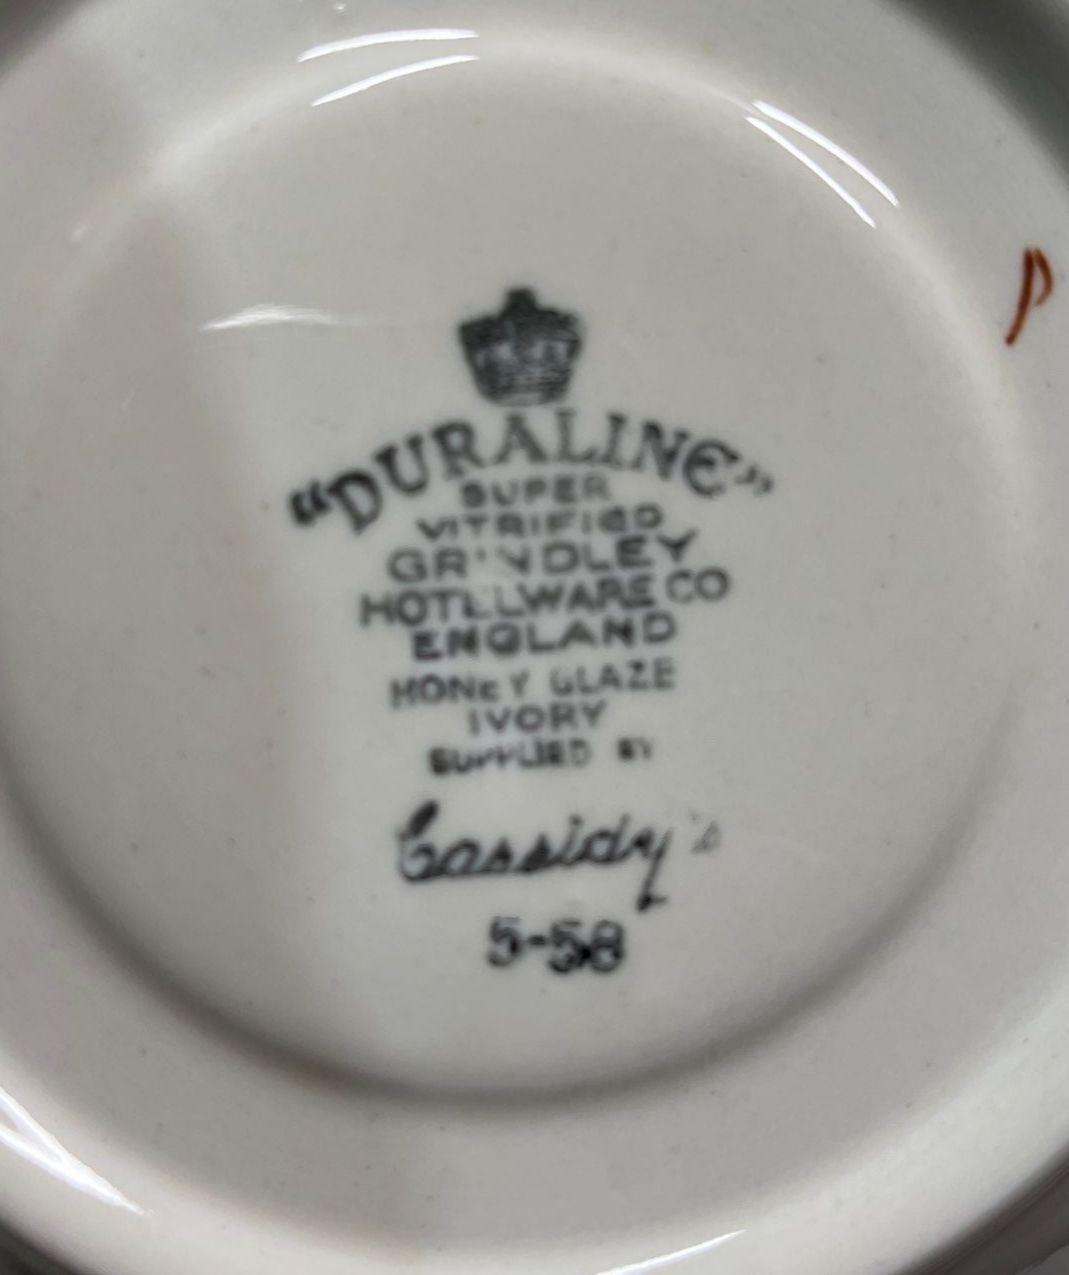 "DURALINE"
SUPER
VITRIFIED
GRINDLEY
HOTELWARE CO
ENGLAND
HONEY GLAZE
IVORY
SUPPLIED BY
Cassidy's
5-58
P